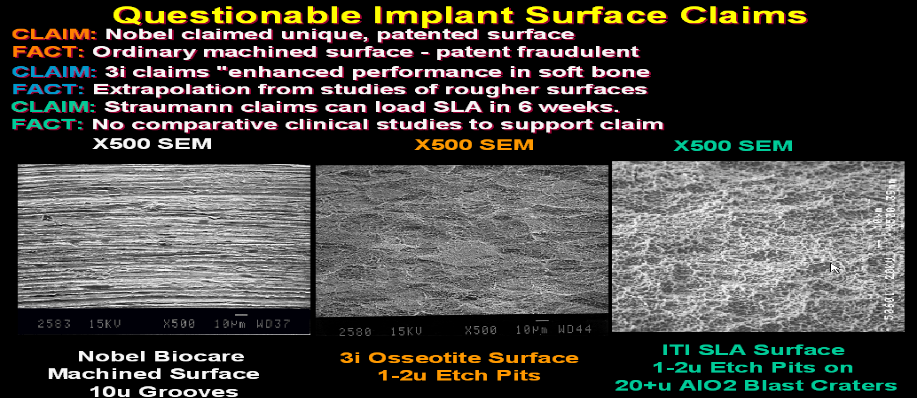 Questionable Implant Surface Claims
CLAIM: Nobel claimed unique, patented surface
FACT: Ordinary machined surface - patent fraudulent
CLAIM: 3i claims "enhanced performance in soft bone
FACT: Extrapolation from studies of rougher surfaces
CLAIM: Straumann claims can load SLA in 6 weeks.
FACT: No comparative clinical studies to support claim
X500 SEM
X500 SEM
X500 SEM
2583 15KV X500 10µm WD37
2580 15KV X500 10µm WD44
Nobel Biocare
Machined Surface
10u Grooves
3i Osseotite Surface
1-2u Etch Pits
ITI SLA Surface
1-2u Etch Pits on
20+u AlO2 Blast Craters